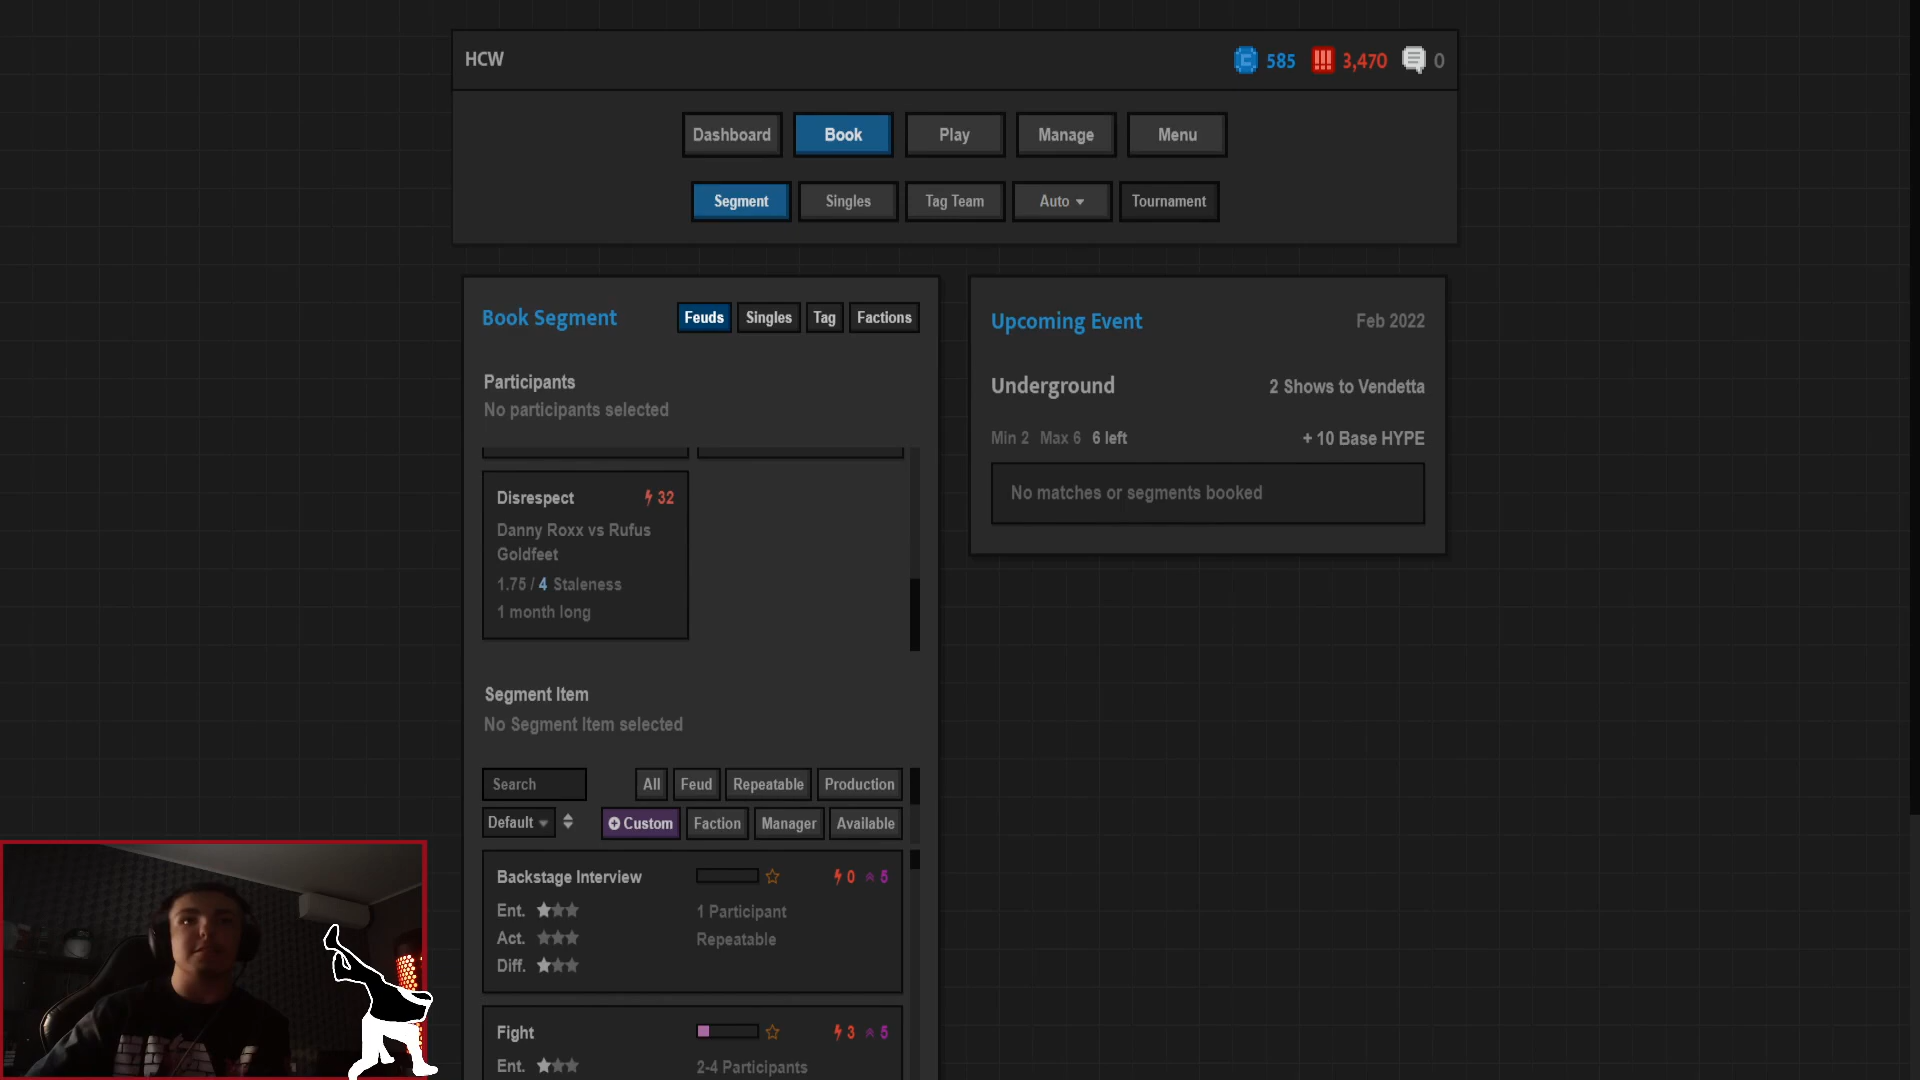 HCW
585
3,470
0
Dashboard
Book
Play
Manage
Menu
Segment
Singles
Tag Team
Auto
Tournament
Book Segment
Feuds
Singles
Tag
Factions
Participants
No participants selected
Disrespect
32
Danny Roxx vs Rufus
Goldfeet
1.75 / 4 Staleness
1 month long
Segment Item
No Segment Item selected
Search
All
Feud
Repeatable
Production
Default
Custom
Faction
Manager
Available
Backstage Interview
0
5
Ent.
1 Participant
Act.
Repeatable
Diff.
Fight
3
5
Ent.
2-4 Participants
Upcoming Event
Feb 2022
Underground
2 Shows to Vendetta
Min 2 Max 6 6 left
+ 10 Base HYPE
No matches or segments booked